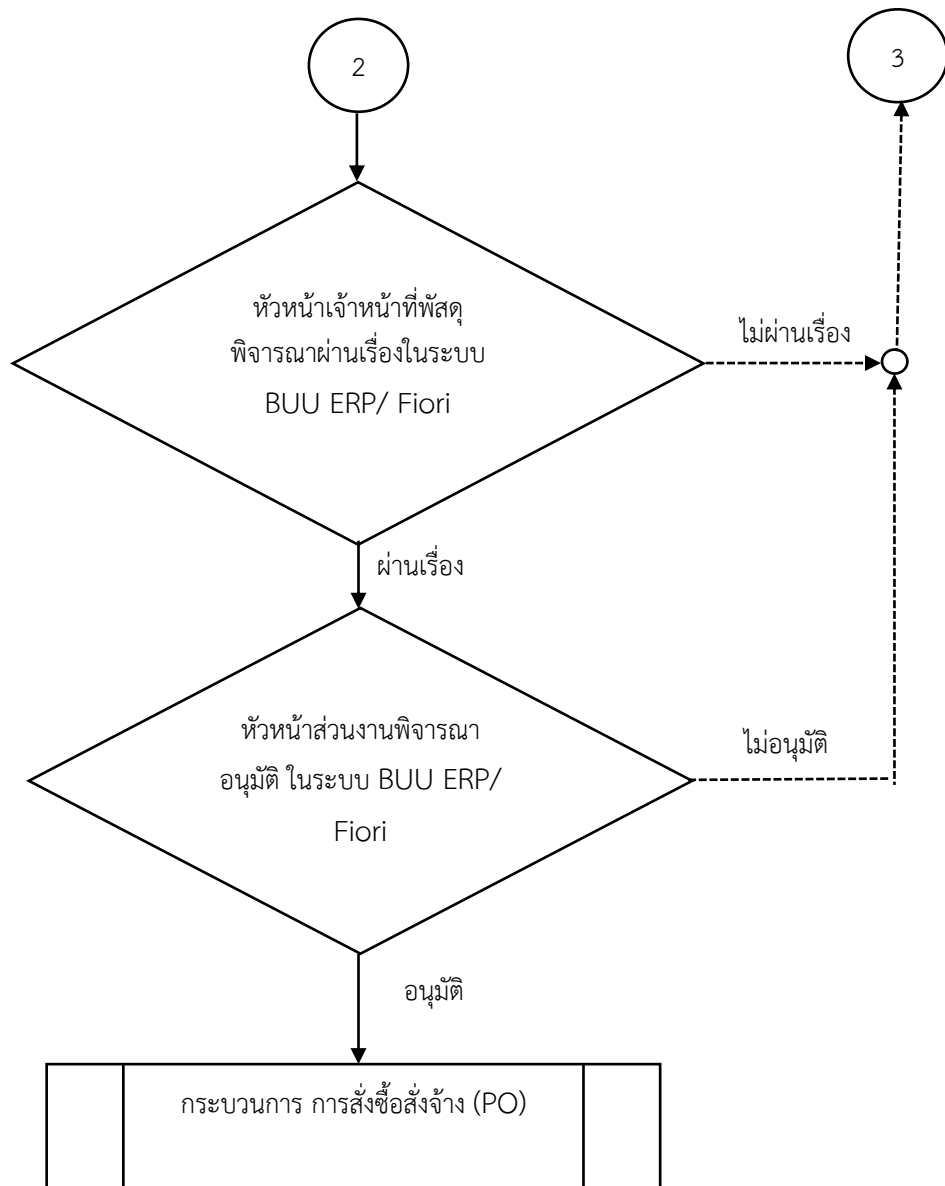 2
3
หัวหน้าเจ้าหน้าที่พัสดุ
พิจารณาผ่านเรื่องในระบบ
BUU ERP/ Fiori
ไม่ผ่านเรื่อง
ผ่านเรื่อง
หัวหน้าส่วนงานพิจารณา
อนุมัติ ในระบบ BUU ERP/
Fiori
ไม่อนุมัติ
อนุมัติ
กระบวนการ การสั่งซื้อสั่งจ้าง (PO)